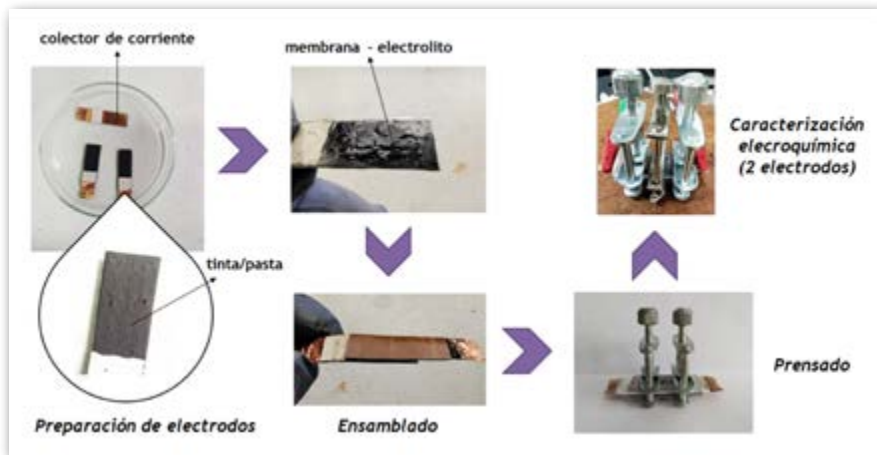 colector de corriente
membrana - electrolito
Caracterización
elecroquímica
(2 electrodos)
tinta/pasta
Preparación de electrodos
Ensamblado
Prensado